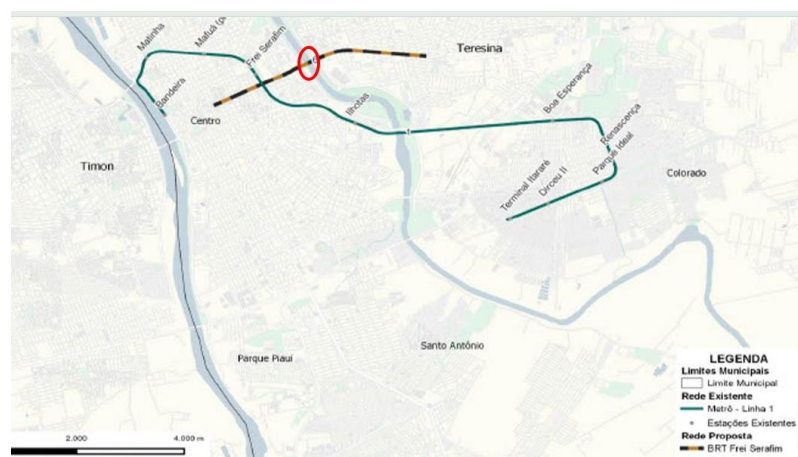 Matinha
Mafuá (p
Frei Serafim
Teresina
Bandeira
Centro
Ilhotas
Boa Esperança
Renascença
Parque Ideal
Timon
Terminal Itararé
Dirceu II
Colorado
Santo Antônio
Parque Piauí
LEGENDA
Limites Municipais
Limite Municipal
Rede Existente
Metrô - Linha 1
Estações Existentes
Rede Proposta
BRT Frei Serafim
2.000 4.000 m